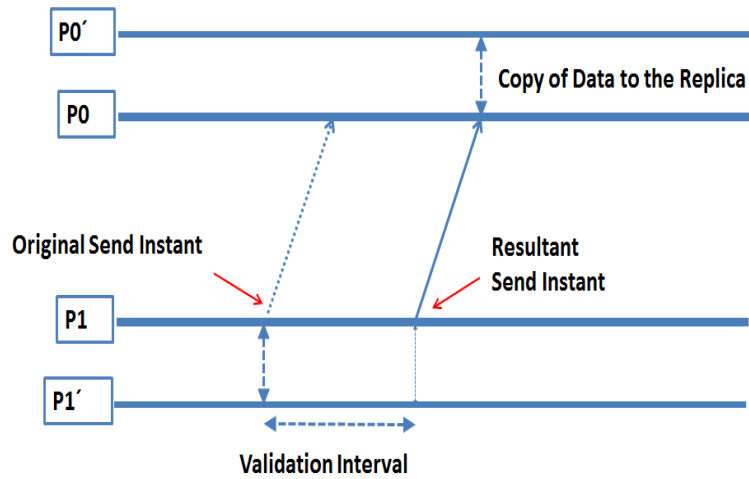 P0´
Copy of Data to the Replica
P0
Original Send Instant
Resultant
Send Instant
P1
P1´
Validation Interval